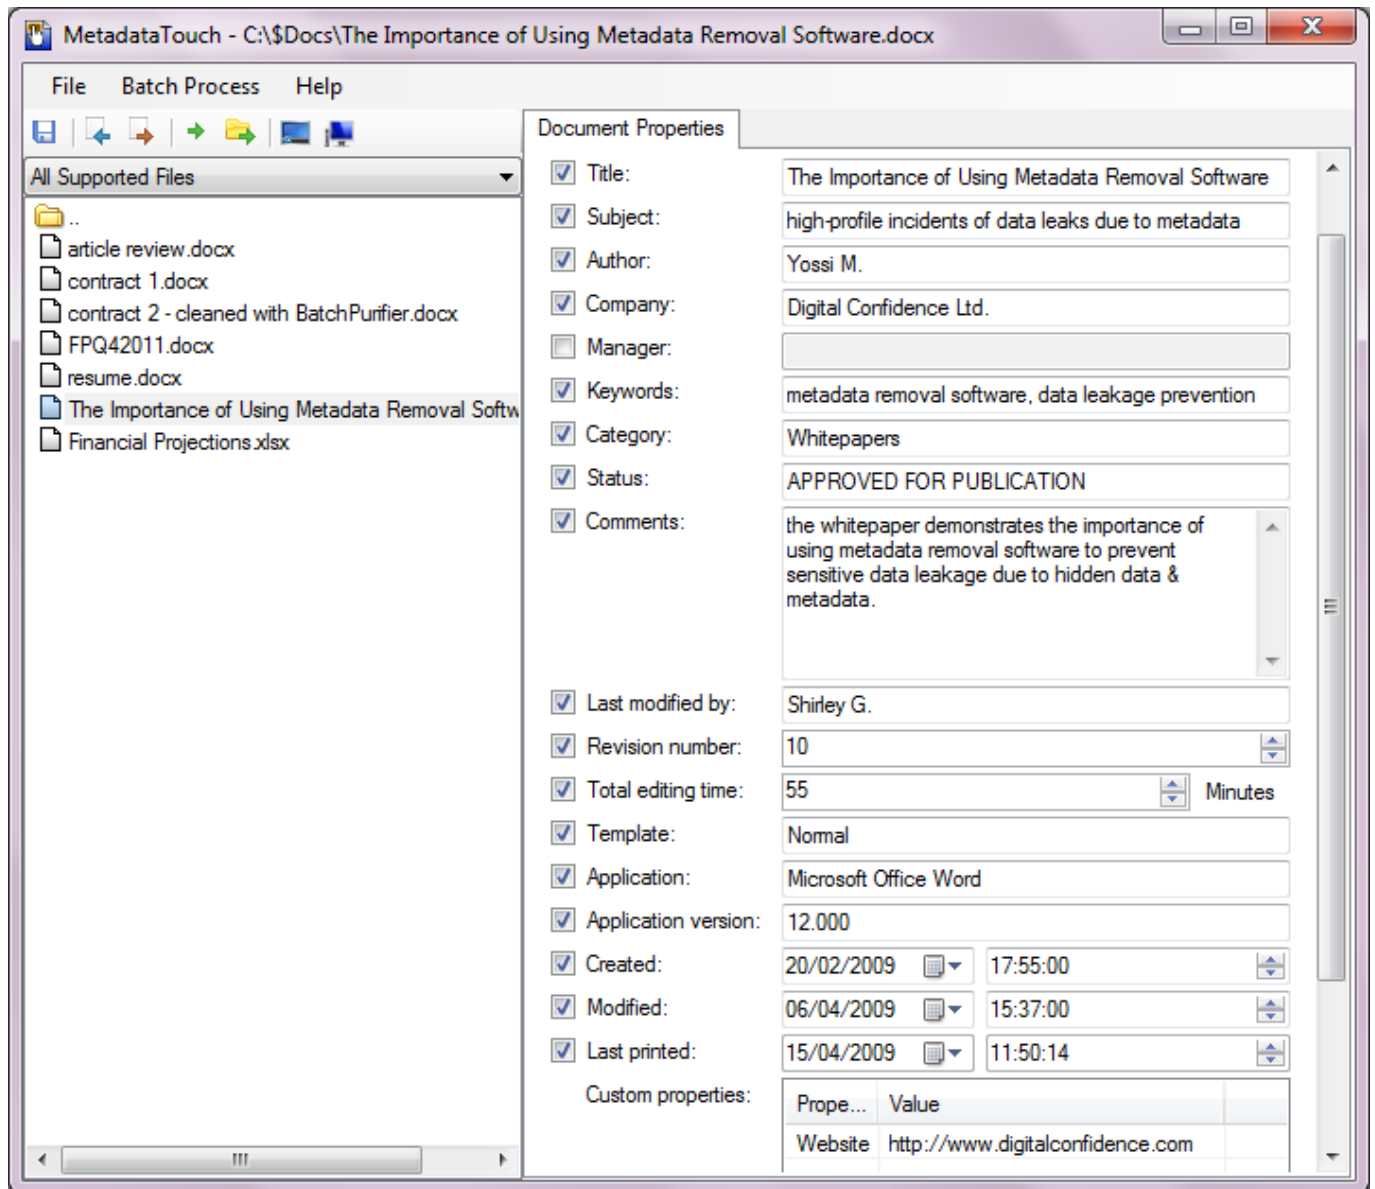 MetadataTouch - C:\$Docs\The Importance of Using Metadata Removal Software.docx
File Batch Process Help
All Supported Files
..
article review.docx
contract 1.docx
contract 2 - cleaned with BatchPurifier.docx
FPQ42011.docx
resume.docx
The Importance of Using Metadata Removal Softw
Financial Projections.xlsx
Document Properties
Title: The Importance of Using Metadata Removal Software
Subject: high-profile incidents of data leaks due to metadata
Author: Yossi M.
Company: Digital Confidence Ltd.
Manager:
Keywords: metadata removal software, data leakage prevention
Category: Whitepapers
Status: APPROVED FOR PUBLICATION
Comments: the whitepaper demonstrates the importance of
using metadata removal software to prevent
sensitive data leakage due to hidden data &
metadata.
Last modified by: Shirley G.
Revision number: 10
Total editing time: 55 Minutes
Template: Normal
Application: Microsoft Office Word
Application version: 12.000
Created: 20/02/2009 17:55:00
Modified: 06/04/2009 15:37:00
Last printed: 15/04/2009 11:50:14
Custom properties: Prope... Value
Website http://www.digitalconfidence.com